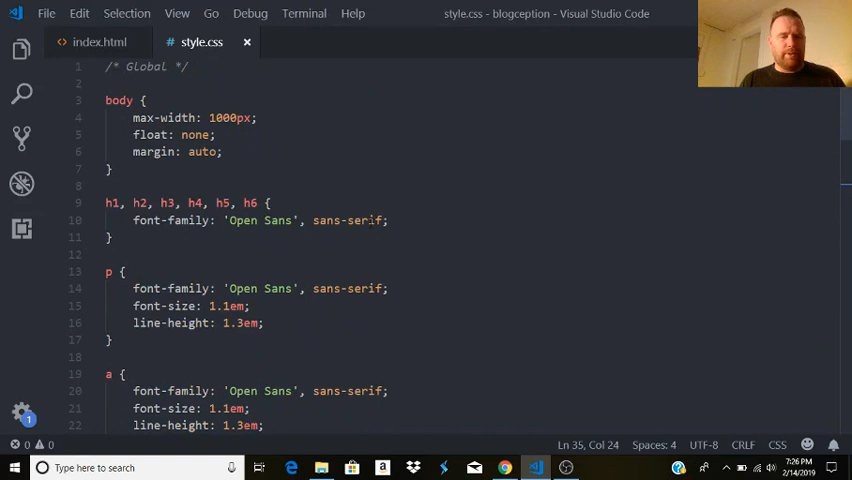 File Edit Selection View Go Debug Terminal Help
style.css - blogception - Visual Studio Code
<> index.html
# style.css ×
1 /* Global */
2
3 body {
4 max-width: 1000px;
5 float: none;
6 margin: auto;
7 }
8
9 h1, h2, h3, h4, h5, h6 {
10 font-family: 'Open Sans', sans-serif;
11 }
12
13 p {
14 font-family: 'Open Sans', sans-serif;
15 font-size: 1.1em;
16 line-height: 1.3em;
17 }
18
19 a {
20 font-family: 'Open Sans', sans-serif;
21 font-size: 1.1em;
22 line-height: 1.3em;
1
0 0 Ln 35, Col 24 Spaces: 4 UTF-8 CRLF CSS
Type here to search
7:26 PM
2/14/2019